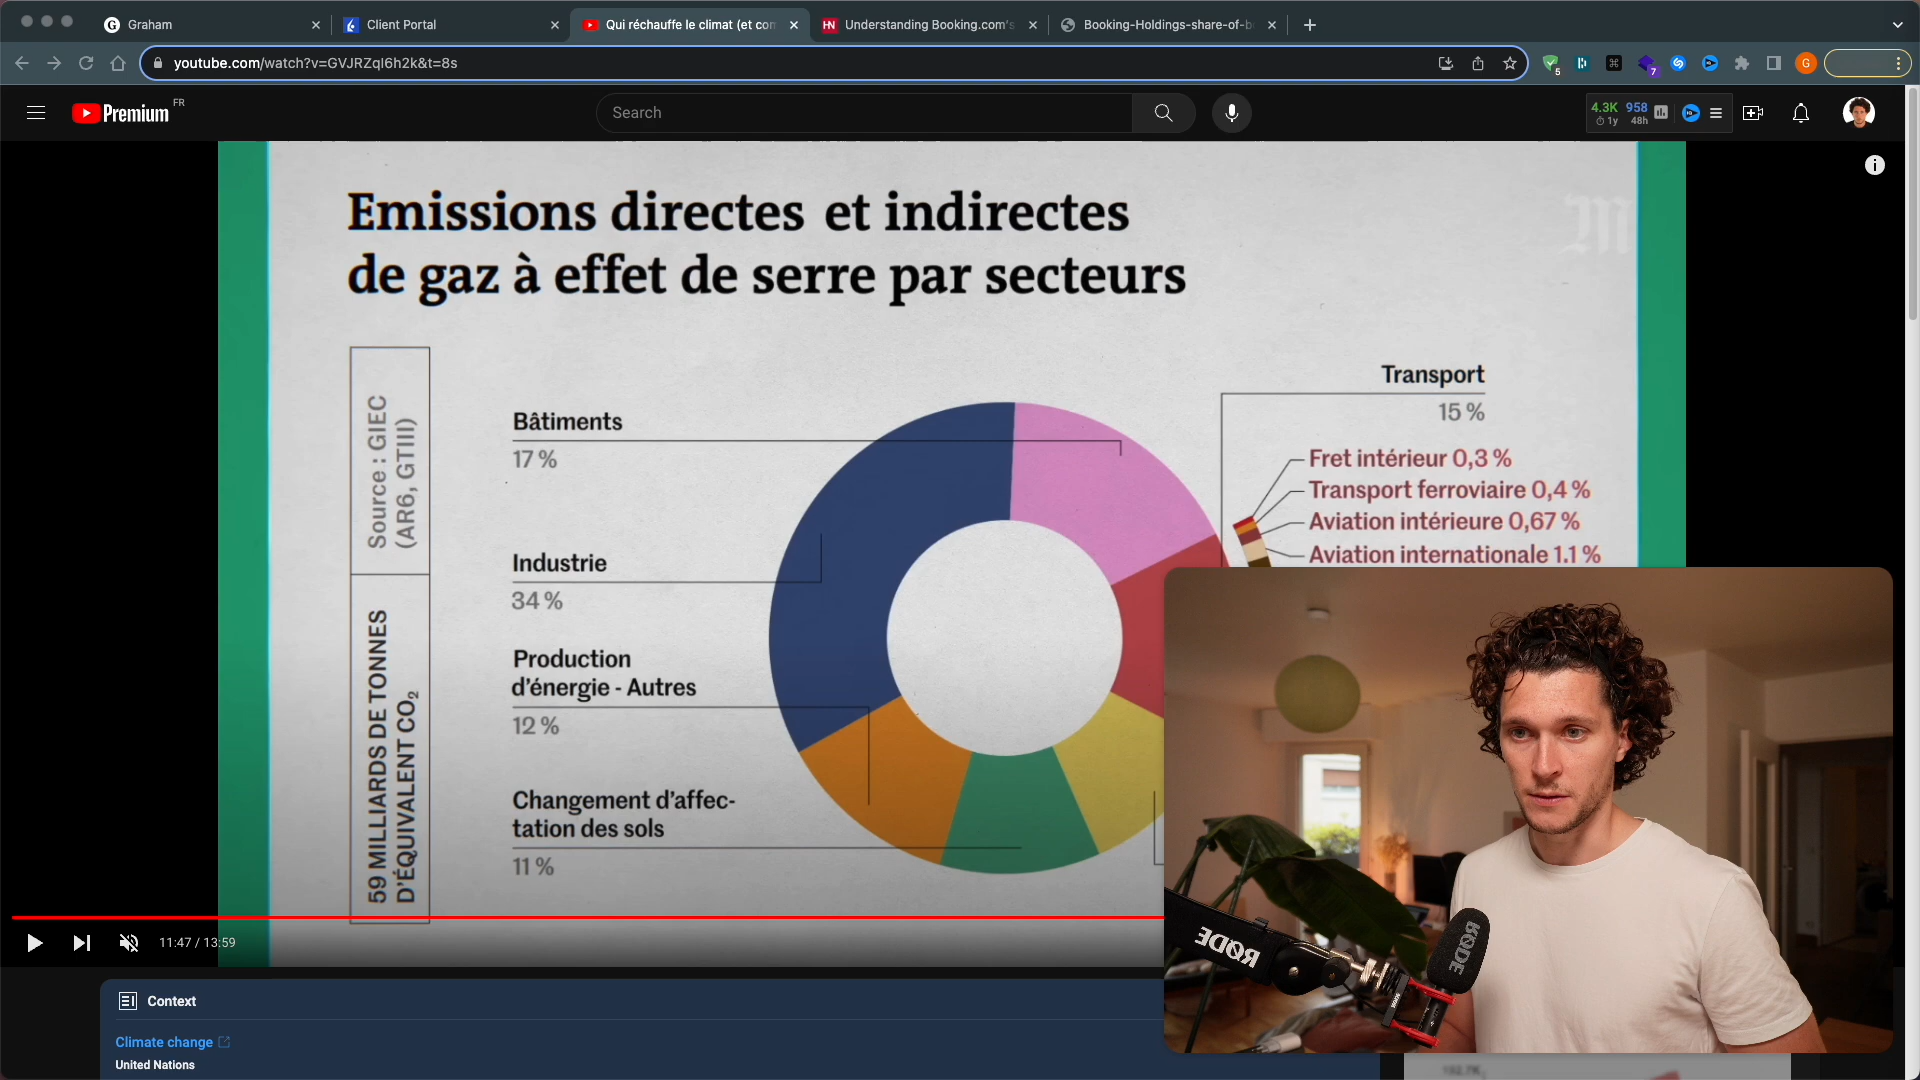 Graham
Client Portal
Qui réchauffe le climat (et con
Understanding Booking.com's
Booking-Holdings-share-of-b
youtube.com/watch?v=GVJRZql6h2k&t=8s
5
7
G
Premium
FR
Search
4.3K
958
1y
48h
Emissions directes et indirectes
de gaz à effet de serre par secteurs
Source : GIEC
(AR6, GTIII)
59 MILLIARDS DE TONNES
D'ÉQUIVALENT CO₂
Bâtiments
17 %
Industrie
34 %
Production
d'énergie - Autres
12 %
Changement d'affec-
tation des sols
11 %
Transport
15 %
Fret intérieur 0,3 %
Transport ferroviaire 0,4 %
Aviation intérieure 0,67 %
Aviation internationale 1.1 %
RØDE
RØDE
11:47 / 13:59
Context
Climate change
United Nations